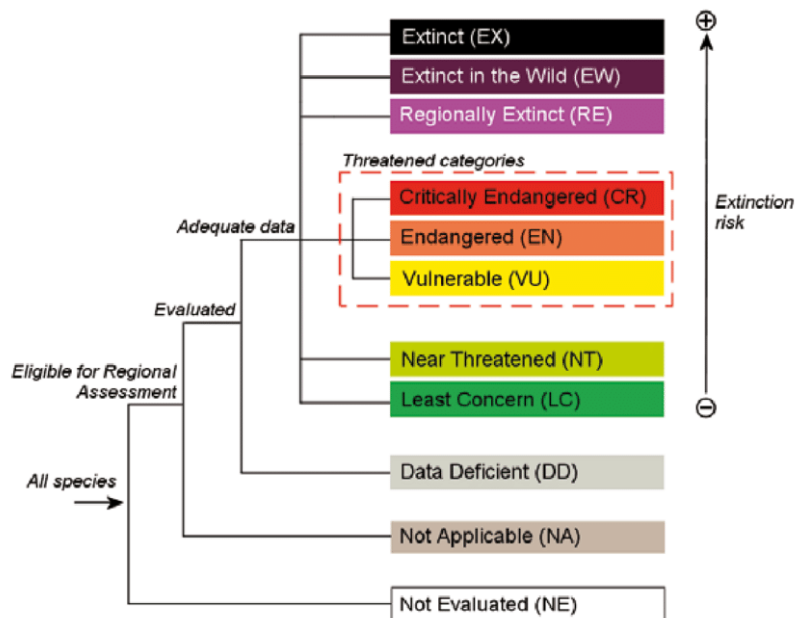 Extinct (EX)
Extinct in the Wild (EW)
Regionally Extinct (RE)
Threatened categories
Critically Endangered (CR)
Adequate data
Endangered (EN)
Vulnerable (VU)
Extinction
risk
Evaluated
Near Threatened (NT)
Eligible for Regional
Assessment
Least Concern (LC)
Data Deficient (DD)
All species
Not Applicable (NA)
Not Evaluated (NE)